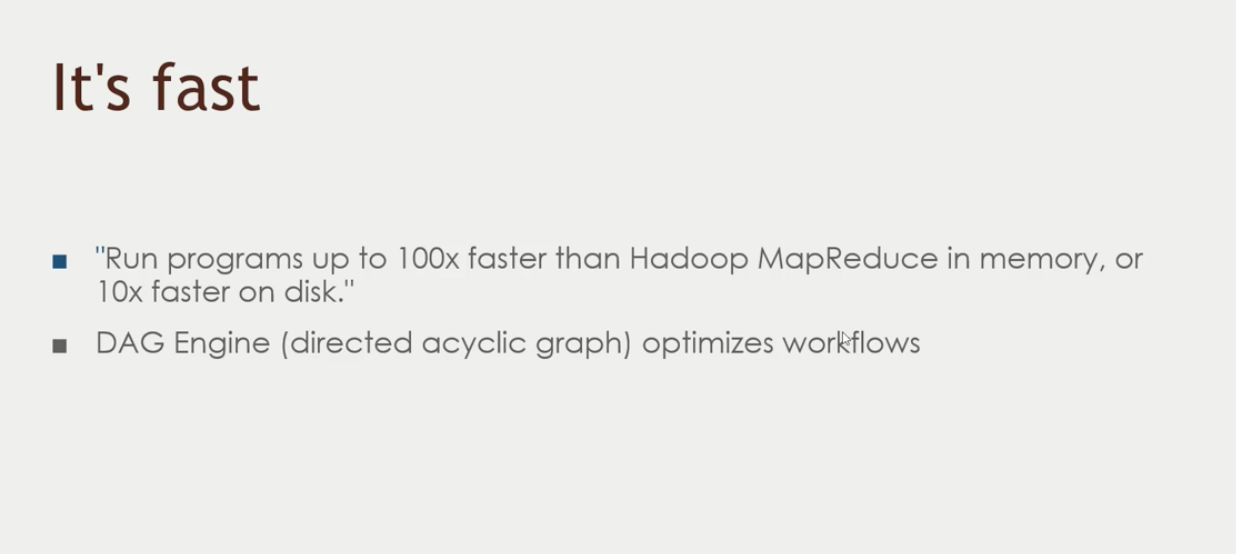 It's fast
"Run programs up to 100x faster than Hadoop MapReduce in memory, or
10x faster on disk."
DAG Engine (directed acyclic graph) optimizes workflows